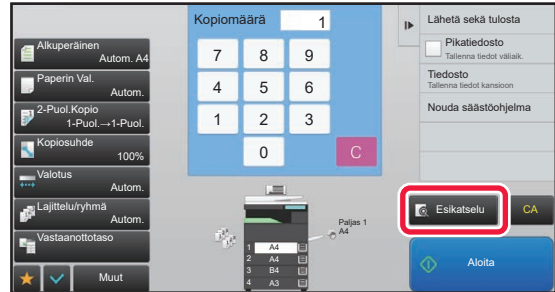 Alkuperäinen
Autom. A4
Paperin Val.
Autom.
2-Puol.Kopio
1-Puol.→1-Puol.
Kopiosuhde
100%
Valotus
Autom.
Lajittelu/ryhmä
Autom.
Vastaanottotaso
Muut
Kopiomäärä 1
7 8 9
4 5 6
1 2 3
0 C
Paljas 1
A4
1 A4
2 A4
3 B4
4 A3
Lähetä sekä tulosta
Pikatiedosto
Tallenna tiedot väliaik.
Tiedosto
Tallenna tiedot kansioon
Nouda säästöohjelma
Esikatselu
CA
Aloita